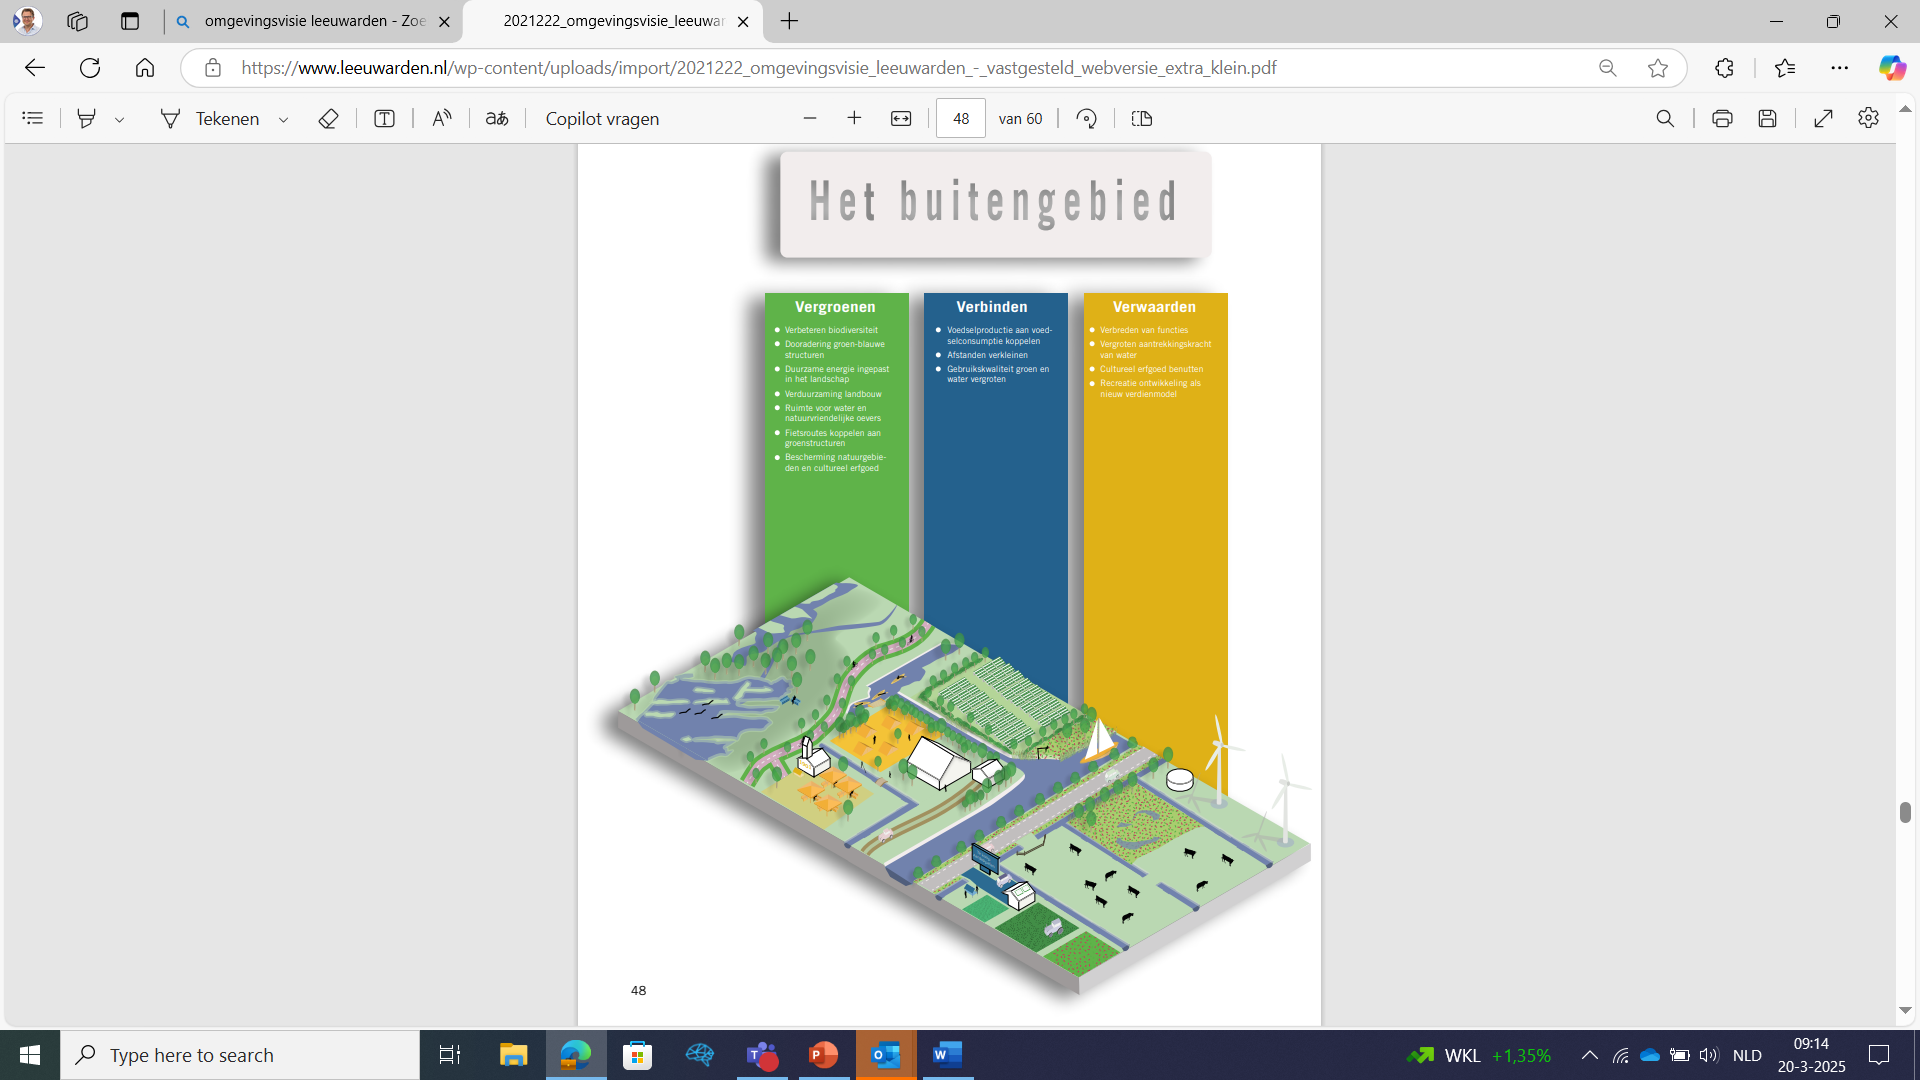 omgevingsvisie leeuwarden - Zoe
2021222_omgevingsvisie_leeuwar
https://www.leeuwarden.nl/wp-content/uploads/import/2021222_omgevingsvisie_leeuwarden_-_vastgesteld_webversie_extra_klein.pdf
Tekenen
aあ
Copilot vragen
48
van 60
Het buitengebied
Vergroenen
Verbeteren biodiversiteit
Dooradering groen-blauwe
structuren
Duurzame energie ingepast
in het landschap
Verduurzaming landbouw
Ruimte voor water en
natuurvriendelijke oevers
Fietsroutes koppelen aan
groenstructuren
Bescherming natuurgebie-
den en cultureel erfgoed
Verbinden
Voedselproductie aan voed-
selconsumptie koppelen
Afstanden verkleinen
Gebruikskwaliteit groen en
water vergroten
Verwaarden
Verbreden van functies
Vergroten aantrekkingskracht
van water
Cultureel erfgoed benutten
Recreatie ontwikkeling als
nieuw verdienmodel
48
Type here to search
WKL +1,35%
NLD
09:14
20-3-2025